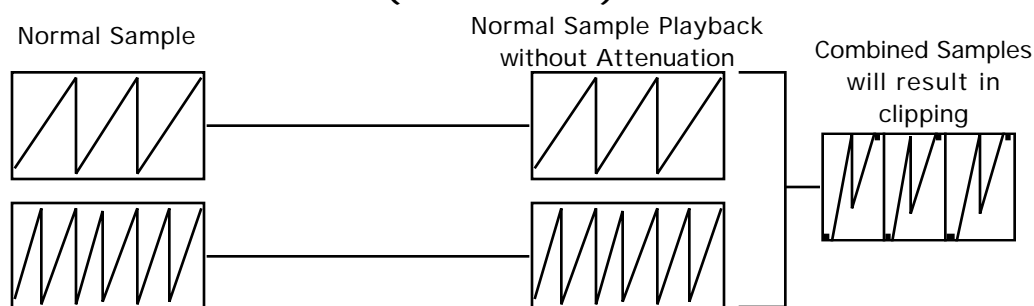 Normal Sample
Normal Sample Playback
without Attenuation
Combined Samples
will result in
clipping